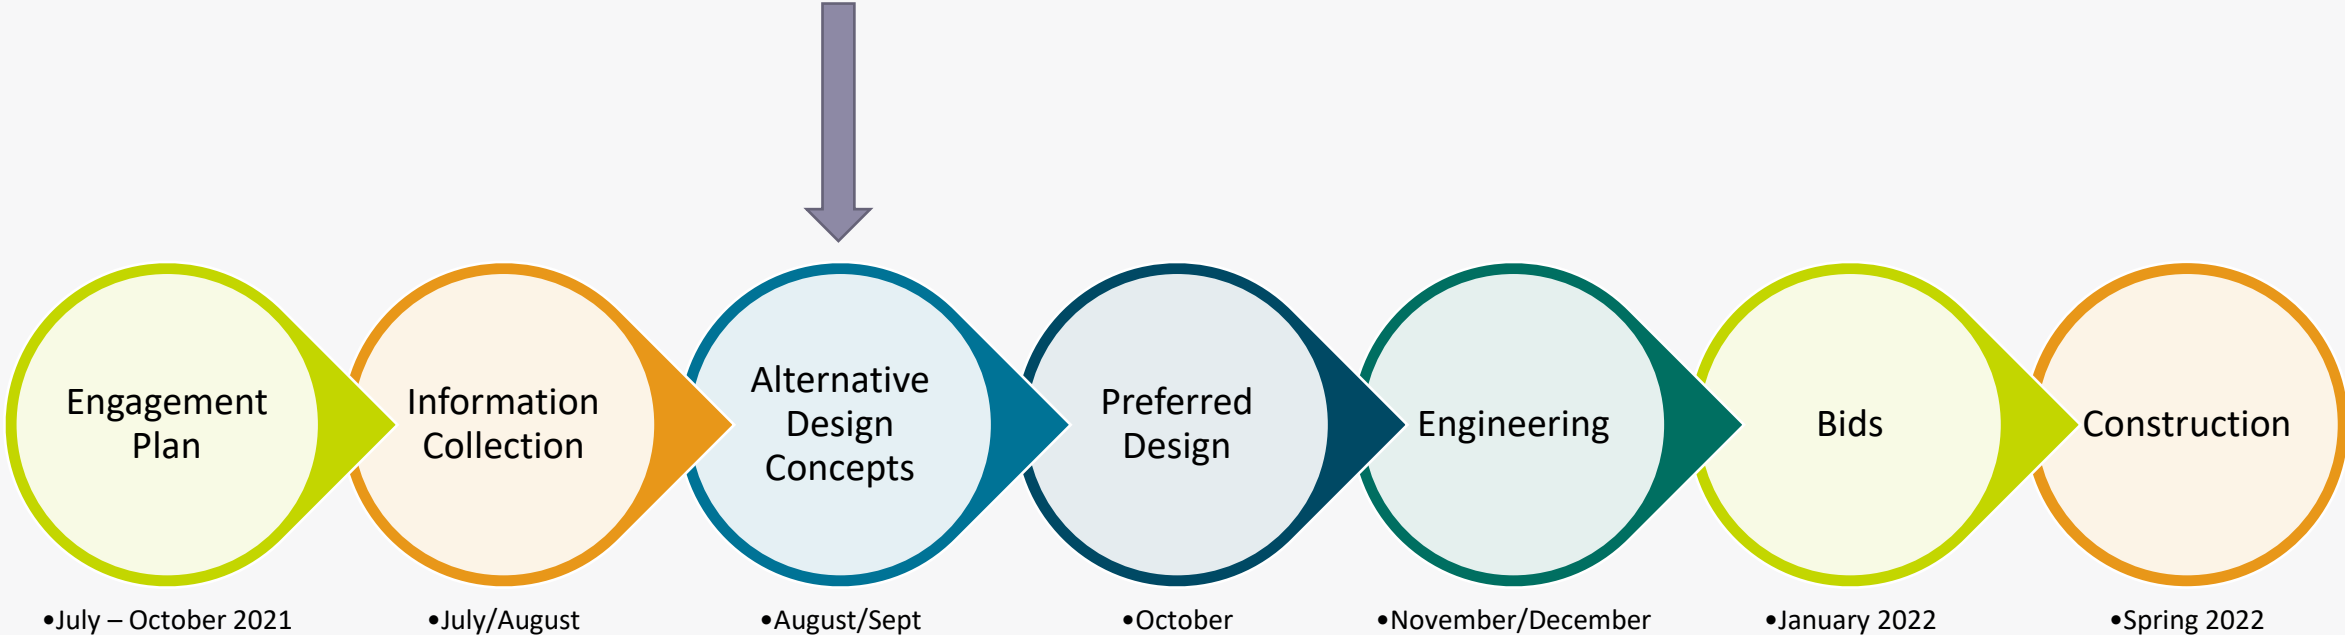 Engagement
Plan
Information
Collection
Alternative
Design
Concepts
Preferred
Design
Engineering
Bids
Construction
•July – October 2021
•July/August
•August/Sept
•October
•November/December
•January 2022
•Spring 2022